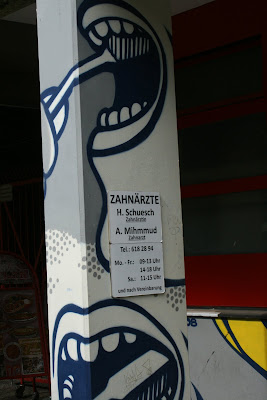 ZAHNÄRZTE
H. Schuesch
Zahnärztin
A. Mihmmud
Zahnarzt
Tel.: 618 28 94
Mo. - Fr.: 09-13 Uhr
14-18 Uhr
Sa.: 11-15 Uhr
und nach Vereinbarung